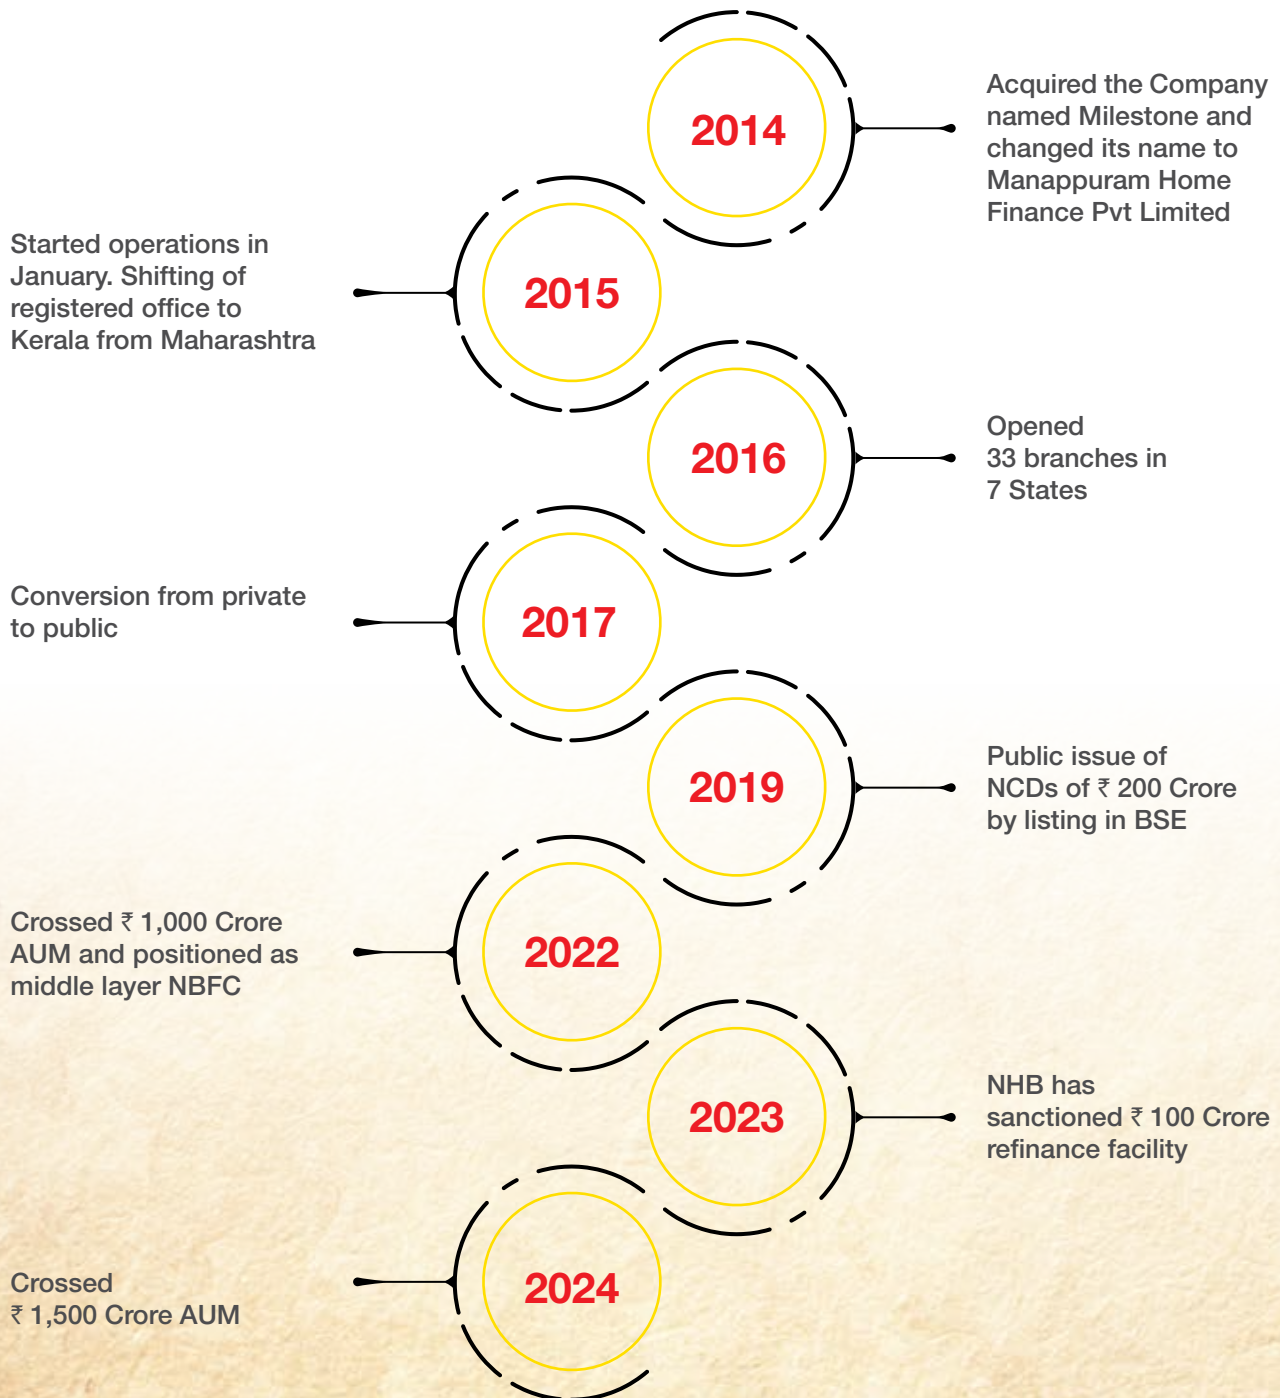 2014
Acquired the Company
named Milestone and
changed its name to
Manappuram Home
Finance Pvt Limited
Started operations in
January. Shifting of
registered office to
Kerala from Maharashtra
2015
2016
Opened
33 branches in
7 States
Conversion from private
to public
2017
2019
Public issue of
NCDs of ₹ 200 Crore
by listing in BSE
Crossed ₹ 1,000 Crore
AUM and positioned as
middle layer NBFC
2022
2023
NHB has
sanctioned ₹ 100 Crore
refinance facility
Crossed
₹ 1,500 Crore AUM
2024